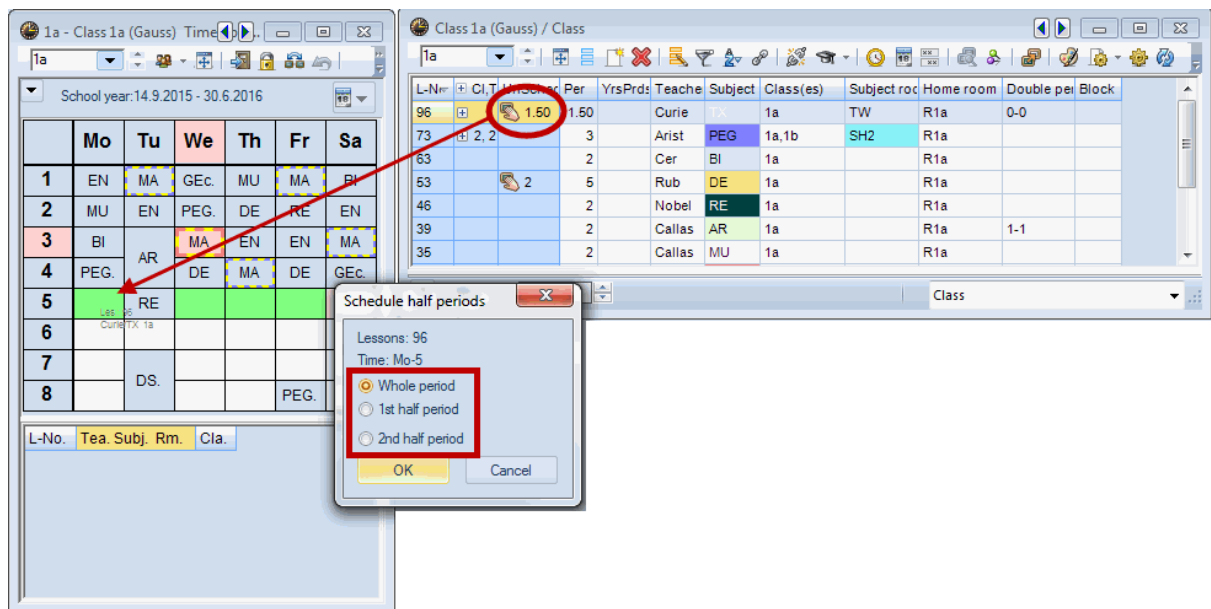 1a - Class 1a (Gauss) Time
1a
School year:14.9.2015 - 30.6.2016
Mo Tu We Th Fr Sa
1 EN MA GEc. MU MA BI
2 MU EN PEG. DE RE EN
3 BI AR MA EN EN MA
4 PEG. DE MA DE GEc.
5 Les 96 RE
6 Curie TX 1a
7 DS.
8 PEG.
L-No. Tea. Subj. Rm. Cla.
Class 1a (Gauss) / Class
1a
L-Nr Cl,T Per YrsPrds Teache Subject Class(es) Subject roo Home room Double per Block
96 1.50 1.50 Curie TX 1a TW R1a 0-0
73 2, 2 3 Arist PEG 1a,1b SH2 R1a
63 2 Cer BI 1a R1a
53 2 5 Rub DE 1a R1a
46 2 Nobel RE 1a R1a
39 2 Callas AR 1a R1a 1-1
35 2 Callas MU 1a R1a
Class
Schedule half periods
Lessons: 96
Time: Mo-5
Whole period
1st half period
2nd half period
OK Cancel